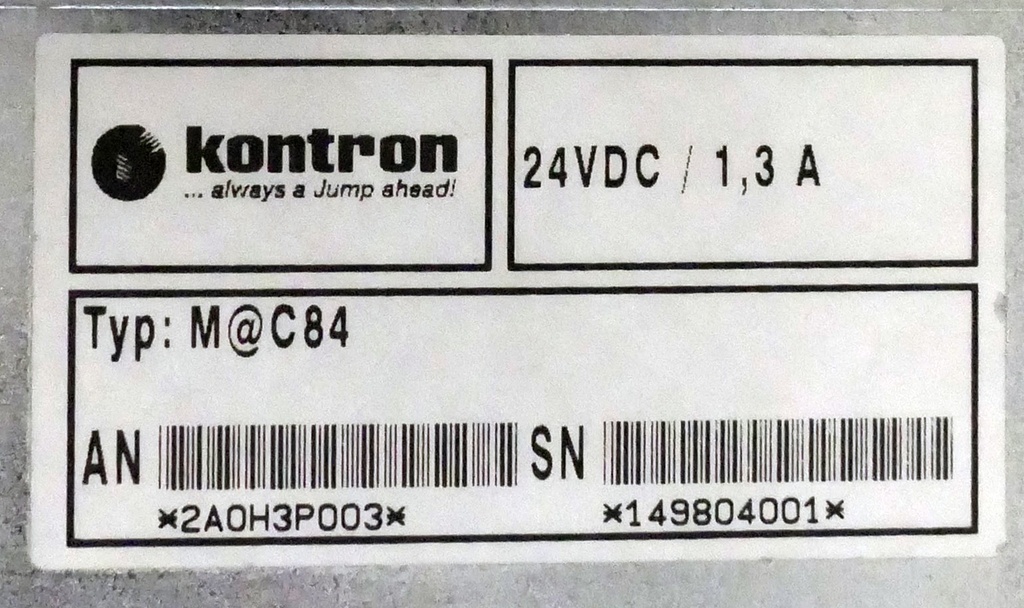 kontron
... always a Jump ahead!
24VDC / 1,3 A
Typ: M@C84
AN
*2A0H3P003*
SN
*149804001*